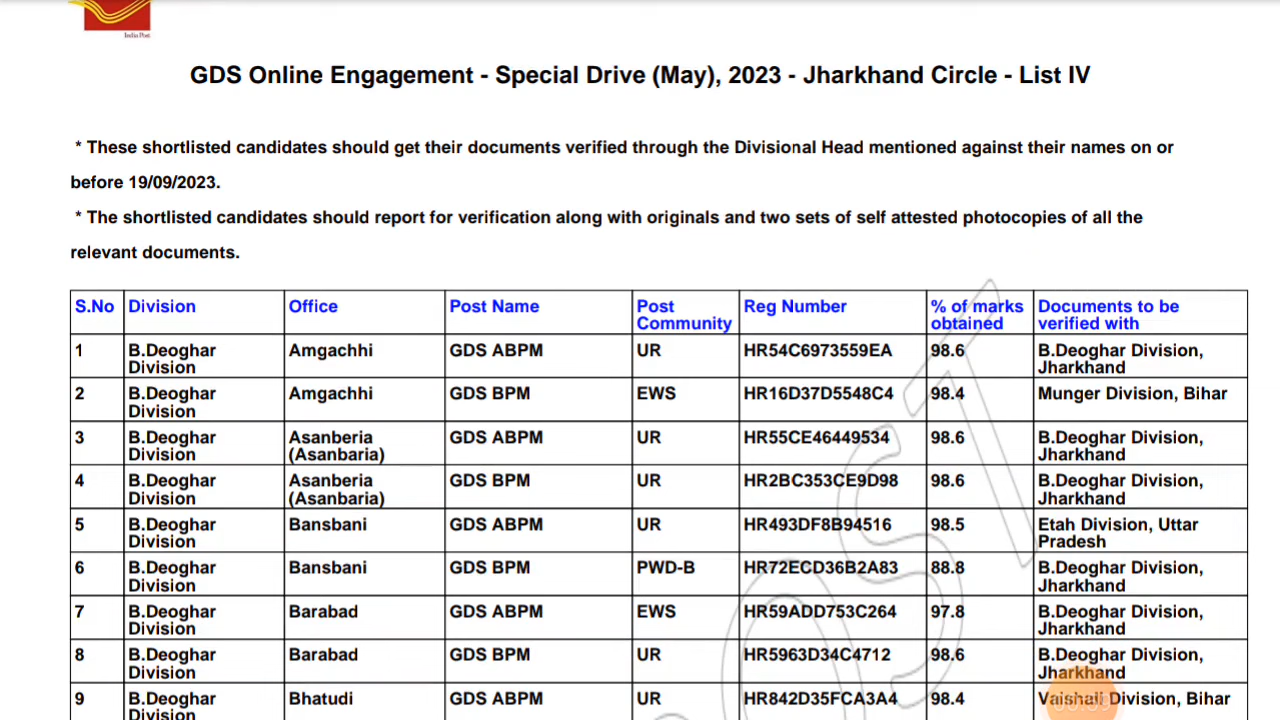 India Post
GDS Online Engagement - Special Drive (May), 2023 - Jharkhand Circle - List IV
* These shortlisted candidates should get their documents verified through the Divisional Head mentioned against their names on or
before 19/09/2023.
* The shortlisted candidates should report for verification along with originals and two sets of self attested photocopies of all the
relevant documents.
S.No Division Office Post Name Post Community Reg Number % of marks obtained Documents to be verified with
1 B.Deoghar Division Amgachhi GDS ABPM UR HR54C6973559EA 98.6 B.Deoghar Division, Jharkhand
2 B.Deoghar Division Amgachhi GDS BPM EWS HR16D37D5548C4 98.4 Munger Division, Bihar
3 B.Deoghar Division Asanberia (Asanbaria) GDS ABPM UR HR55CE46449534 98.6 B.Deoghar Division, Jharkhand
4 B.Deoghar Division Asanberia (Asanbaria) GDS BPM UR HR2BC353CE9D98 98.6 B.Deoghar Division, Jharkhand
5 B.Deoghar Division Bansbani GDS ABPM UR HR493DF8B94516 98.5 Etah Division, Uttar Pradesh
6 B.Deoghar Division Bansbani GDS BPM PWD-B HR72ECD36B2A83 88.8 B.Deoghar Division, Jharkhand
7 B.Deoghar Division Barabad GDS ABPM EWS HR59ADD753C264 97.8 B.Deoghar Division, Jharkhand
8 B.Deoghar Division Barabad GDS BPM UR HR5963D34C4712 98.6 B.Deoghar Division, Jharkhand
9 B.Deoghar Division Bhatudi GDS ABPM UR HR842D35FCA3A4 98.4 Vaishali Division, Bihar
OST